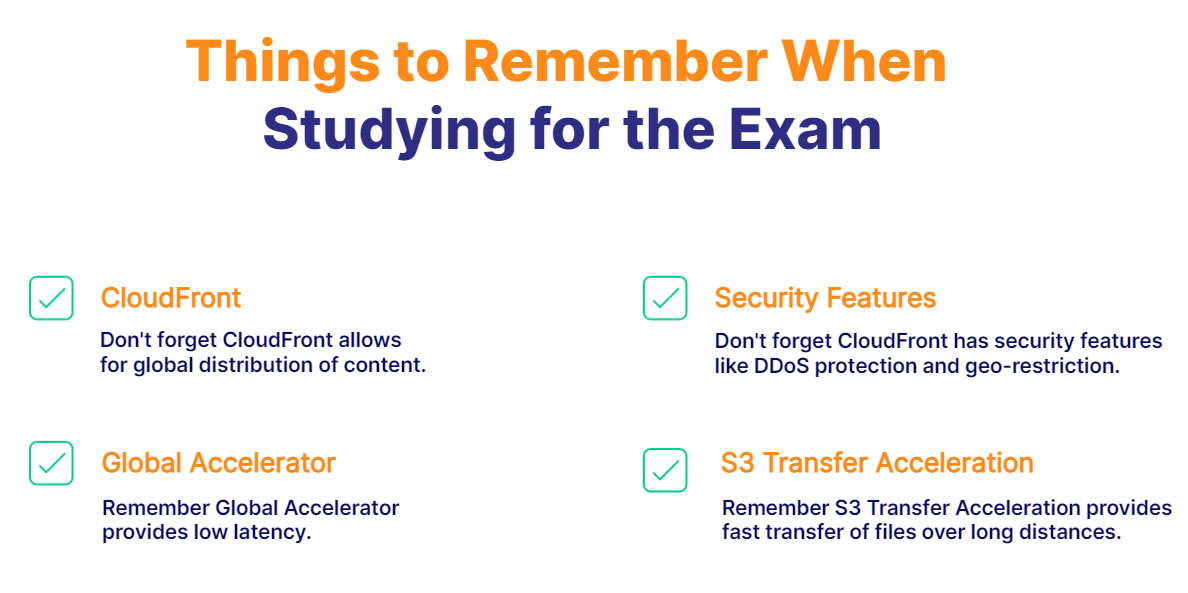 Things to Remember When
Studying for the Exam
CloudFront
Don't forget CloudFront allows
for global distribution of content.
Security Features
Don't forget CloudFront has security features
like DDoS protection and geo-restriction.
Global Accelerator
Remember Global Accelerator
provides low latency.
S3 Transfer Acceleration
Remember S3 Transfer Acceleration provides
fast transfer of files over long distances.